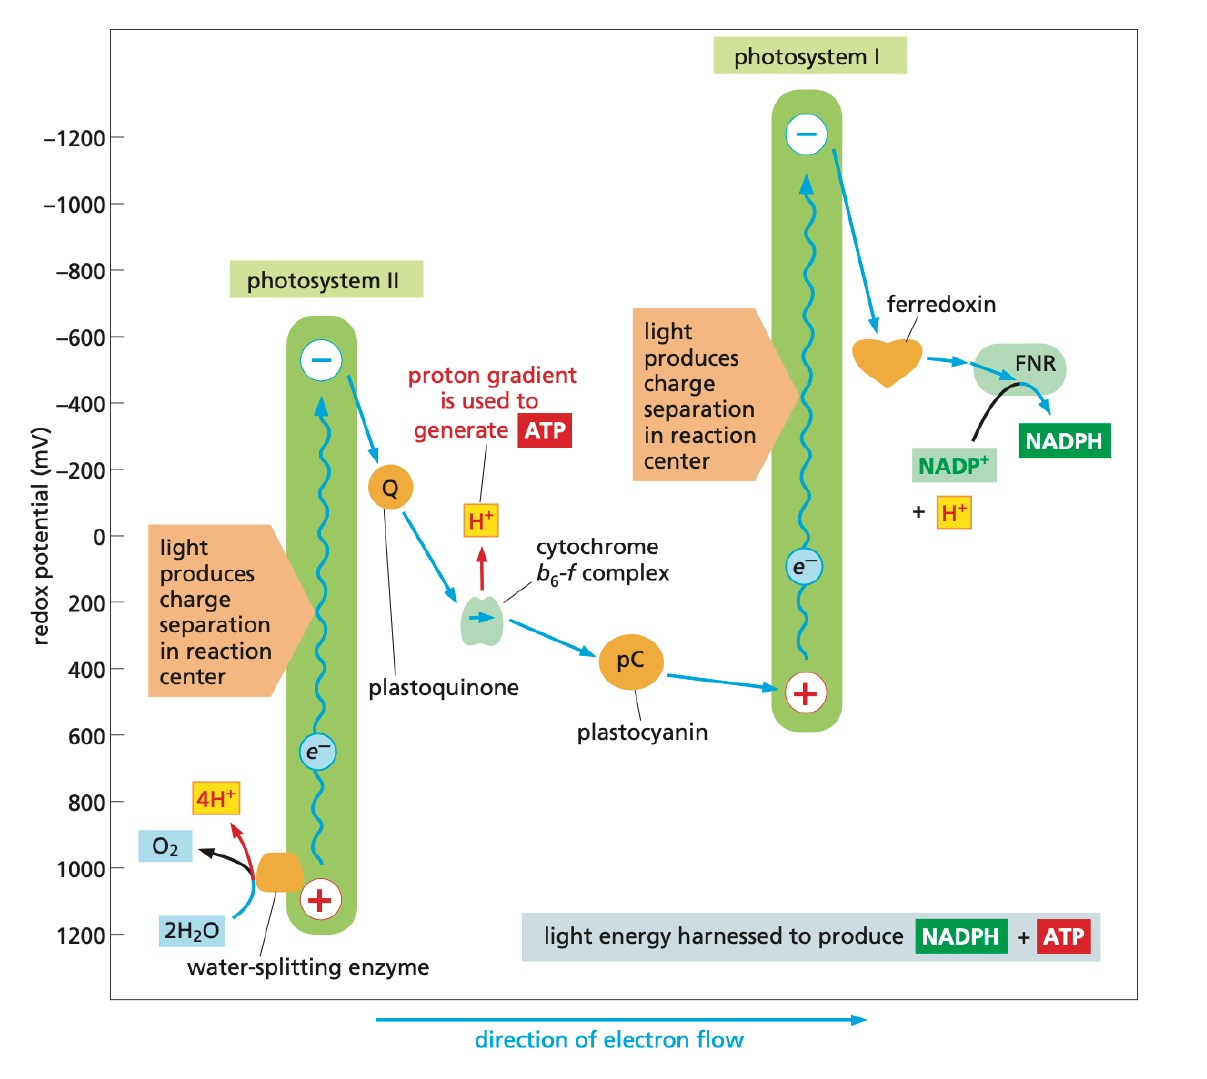 photosystem I
−1200
−1000
−800
−600
−400
−200
0
200
400
600
800
1000
1200
redox potential (mV)
photosystem II
−
light
produces
charge
separation
in reaction
center
e⁻
+
4H⁺
O₂
2H₂O
water-splitting enzyme
Q
plastoquinone
proton gradient
is used to
generate ATP
H⁺
cytochrome
b₆-f complex
pC
plastocyanin
light
produces
charge
separation
in reaction
center
−
e⁻
+
ferredoxin
FNR
NADP⁺
+ H⁺
NADPH
light energy harnessed to produce NADPH + ATP
direction of electron flow